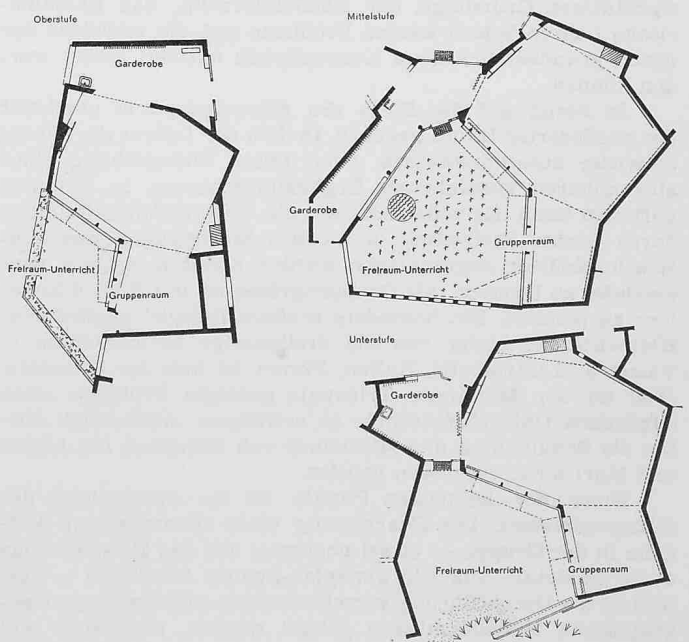 Oberstufe
Garderobe
Freiraum-Unterricht
Gruppenraum
Mittelstufe
Garderobe
Gruppenraum
Freiraum-Unterricht
Unterstufe
Garderobe
Freiraum-Unterricht
Gruppenraum